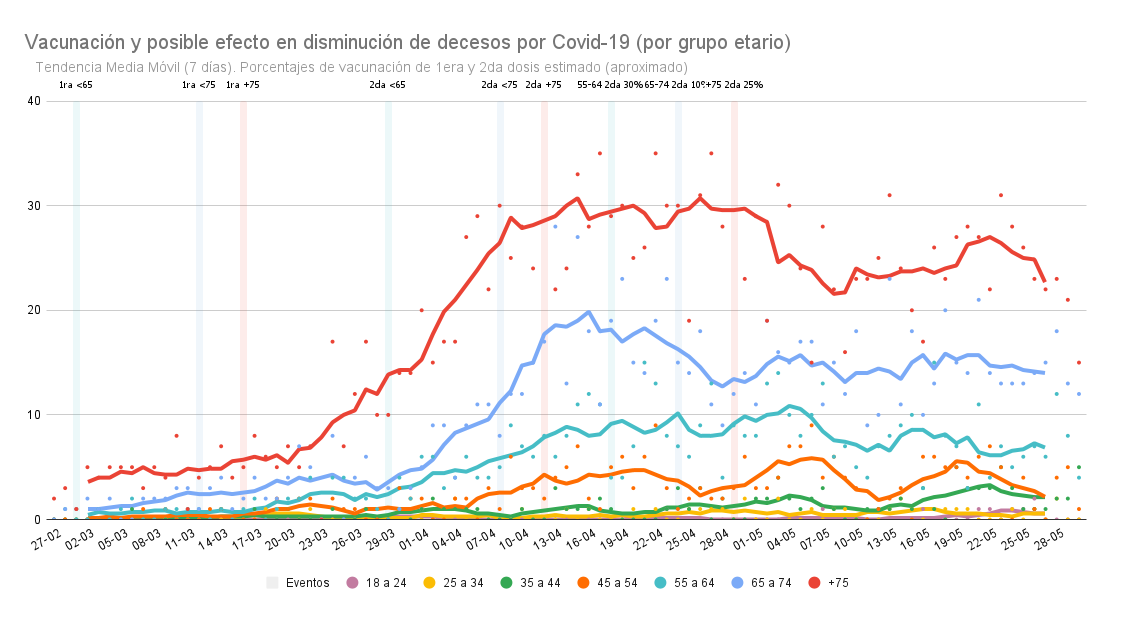 Vacunación y posible efecto en disminución de decesos por Covid-19 (por grupo etario)
Tendencia Media Móvil (7 días). Porcentajes de vacunación de 1era y 2da dosis estimado (aproximado)
1ra <65 1ra <75 1ra +75 2da <65 2da <75 2da +75 55-64 2da 30% 65-74 2da 10% +75 2da 25%
40
30
20
10
0
27-02 02-03 05-03 08-03 11-03 14-03 17-03 20-03 23-03 26-03 29-03 01-04 04-04 07-04 10-04 13-04 16-04 19-04 22-04 25-04 28-04 01-05 04-05 07-05 10-05 13-05 16-05 19-05 22-05 25-05 28-05
Eventos 18 a 24 25 a 34 35 a 44 45 a 54 55 a 64 65 a 74 +75